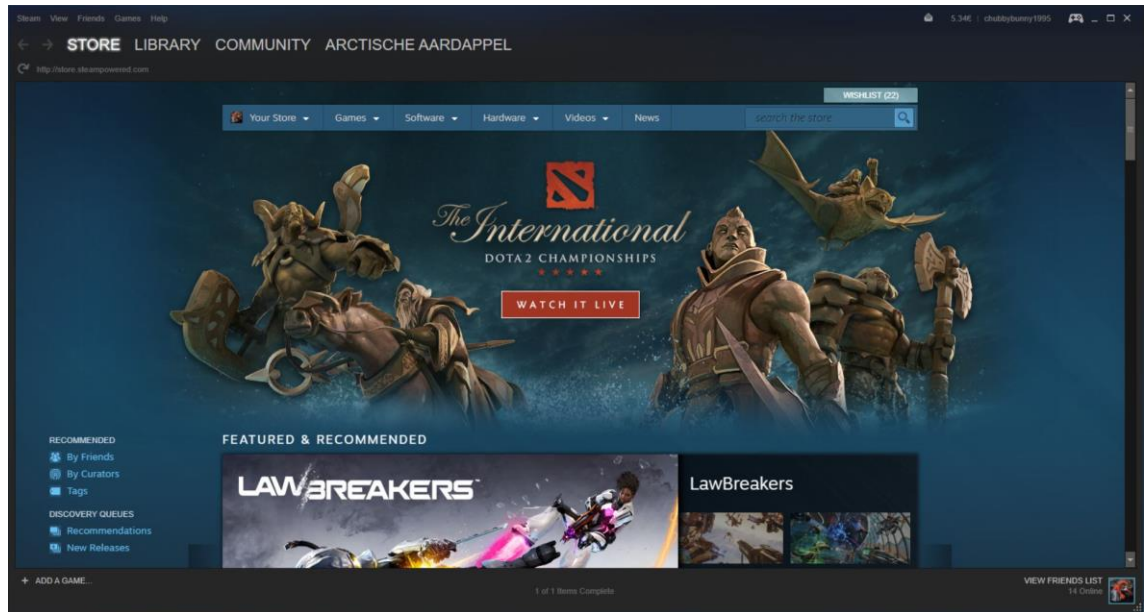 Steam View Friends Games Help
5.34€ chubbybunny1995
STORE LIBRARY COMMUNITY ARCTISCHE AARDAPPEL
http://store.steampowered.com
WISHLIST (22)
Your Store Games Software Hardware Videos News search the store
The International
DOTA 2 CHAMPIONSHIPS
WATCH IT LIVE
RECOMMENDED
By Friends
By Curators
Tags
DISCOVERY QUEUES
Recommendations
New Releases
FEATURED & RECOMMENDED
LAWBREAKERS
LawBreakers
+ ADD A GAME...
1 of 1 Items Complete
VIEW FRIENDS LIST
14 Online